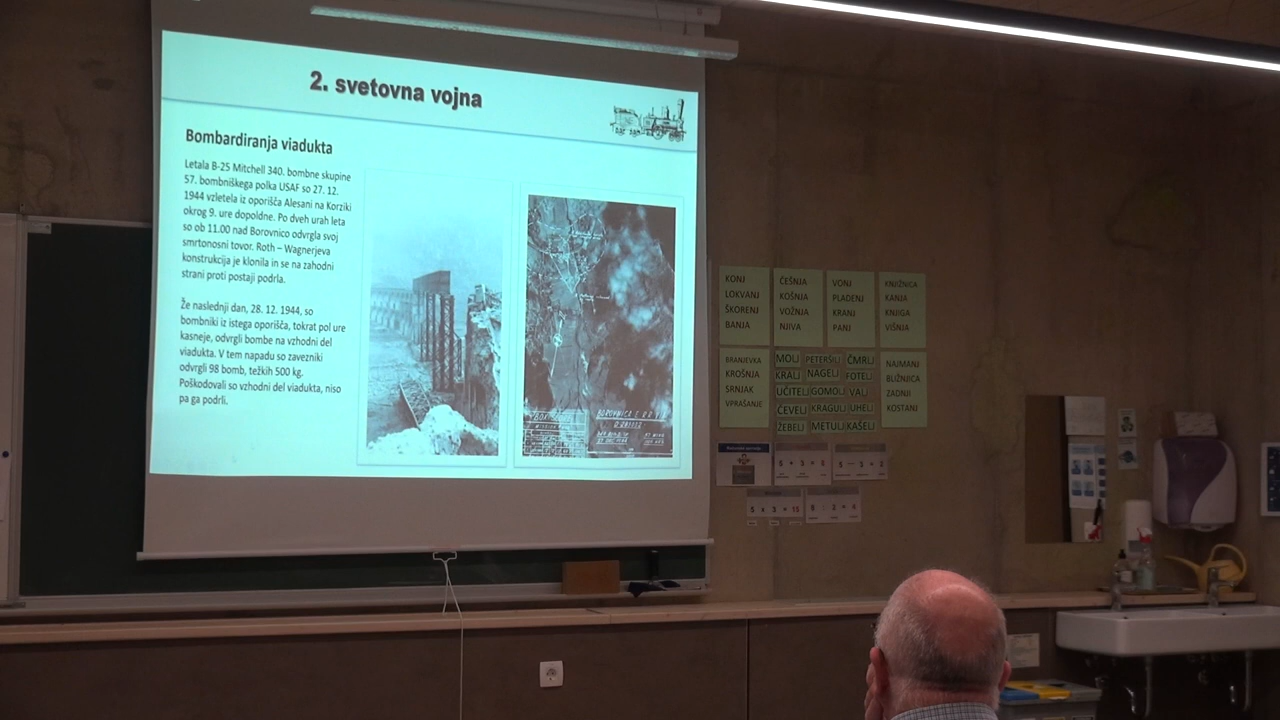 2. svetovna vojna
Bombardiranja viadukta
Letala B-25 Mitchell 340. bombne skupine
57. bombniškega polka USAF so 27. 12.
1944 vzletela iz oporišča Alesani na Korziki
okrog 9. ure dopoldne. Po dveh urah leta
so ob 11.00 nad Borovnico odvrgla svoj
smrtonosni tovor. Roth – Wagnerjeva
konstrukcija je klonila in se na zahodni
strani proti postaji podrla.
Že naslednji dan, 28. 12. 1944, so
bombniki iz istega oporišča, tokrat pol ure
kasneje, odvrgli bombe na vzhodni del
viadukta. V tem napadu so zavezniki
odvrgli 98 bomb, težkih 500 kg.
Poškodovali so vzhodni del viadukta, niso
pa ga podrli.
KONJ
LOKVANJ
ŠKORENJ
BANJA
ČEŠNJA
KOŠNJA
VOŽNJA
NJIVA
VONJ
PLADENJ
KRANJ
PANJ
KNJIŽNICA
KANJA
KNJIGA
VIŠNJA
BRANJEVKA
KROŠNJA
SRNJAK
VPRAŠANJE
MOLJ PETERŠILJ ČMRLJ
KRALJ NAGELJ FOTELJ
UČITELJ GOMOLJ VALJ
ČEVELJ KRAGULJ UHELJ
ŽEBELJ METULJ KAŠELJ
NAJMANJ
BLIŽNJICA
ZADNJI
KOSTANJ